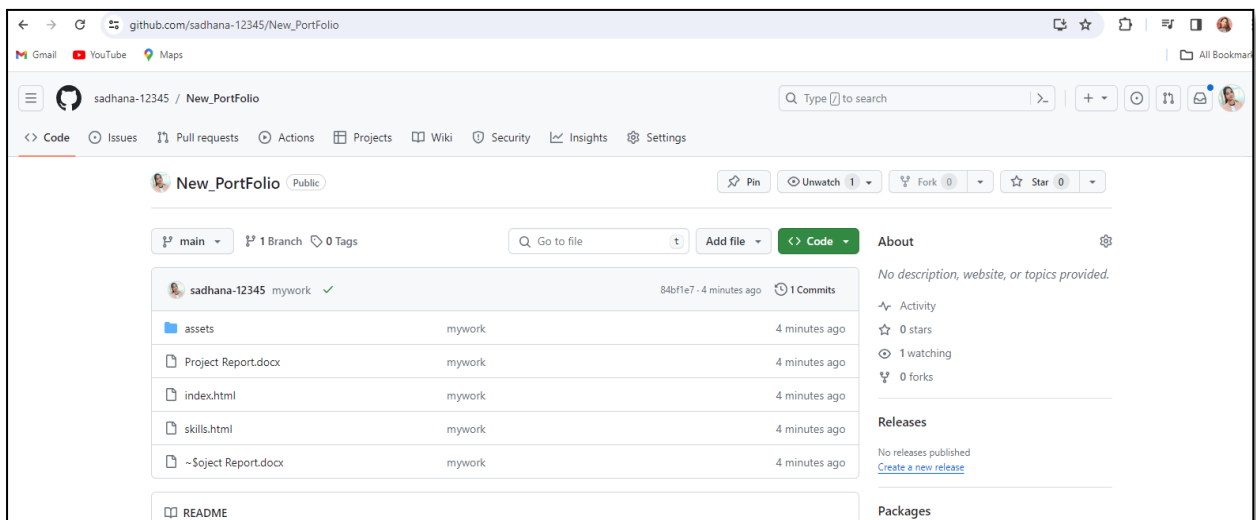 github.com/sadhana-12345/New_PortFolio
Gmail YouTube Maps All Bookmark
sadhana-12345 / New_PortFolio Type / to search
Code Issues Pull requests Actions Projects Wiki Security Insights Settings
New_PortFolio Public Pin Unwatch 1 Fork 0 Star 0
main 1 Branch 0 Tags Go to file t Add file Code About
No description, website, or topics provided.
sadhana-12345 mywork 84bf1e7 · 4 minutes ago 1 Commits
Activity
assets mywork 4 minutes ago
0 stars
1 watching
Project Report.docx mywork 4 minutes ago
0 forks
index.html mywork 4 minutes ago
Releases
skills.html mywork 4 minutes ago
No releases published
~$oject Report.docx mywork 4 minutes ago
Create a new release
README Packages